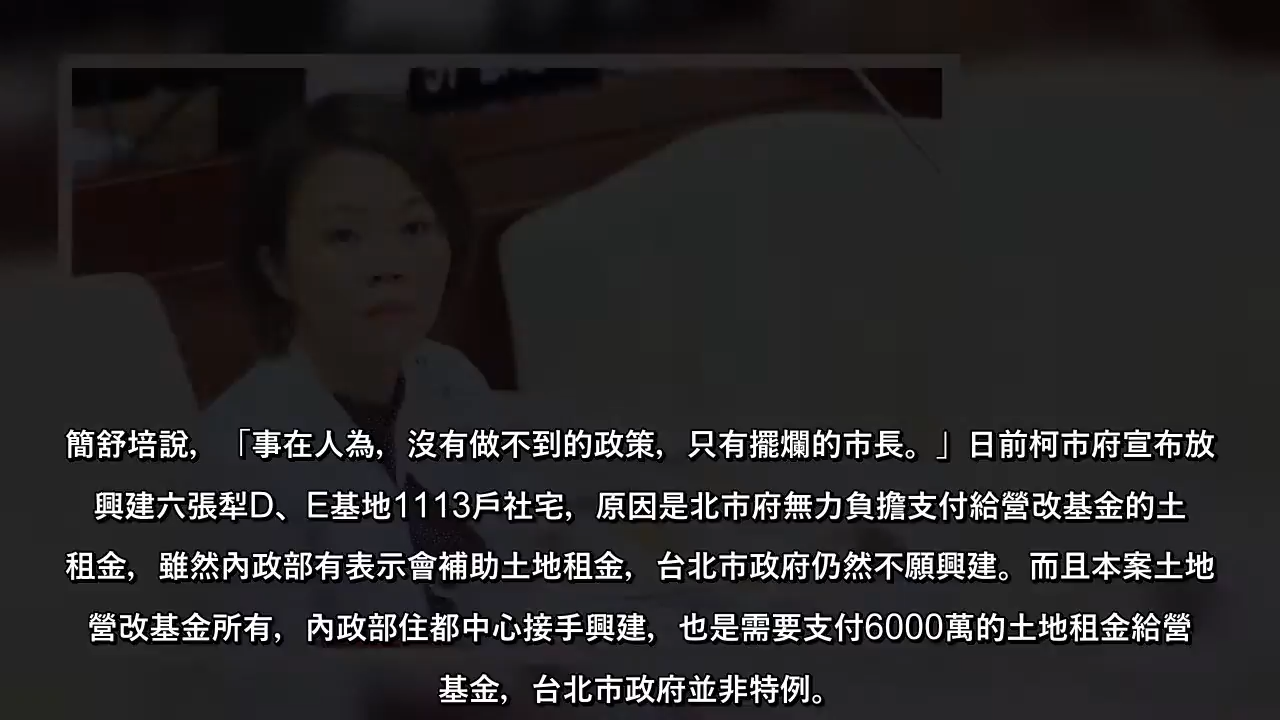 簡舒培說，「事在人為，沒有做不到的政策，只有擺爛的市長。」日前柯市府宣布放
興建六張犁D、E基地1113戶社宅，原因是北市府無力負擔支付給營改基金的土
租金，雖然內政部有表示會補助土地租金，台北市政府仍然不願興建。而且本案土地
營改基金所有，內政部住都中心接手興建，也是需要支付6000萬的土地租金給營
基金，台北市政府並非特例。